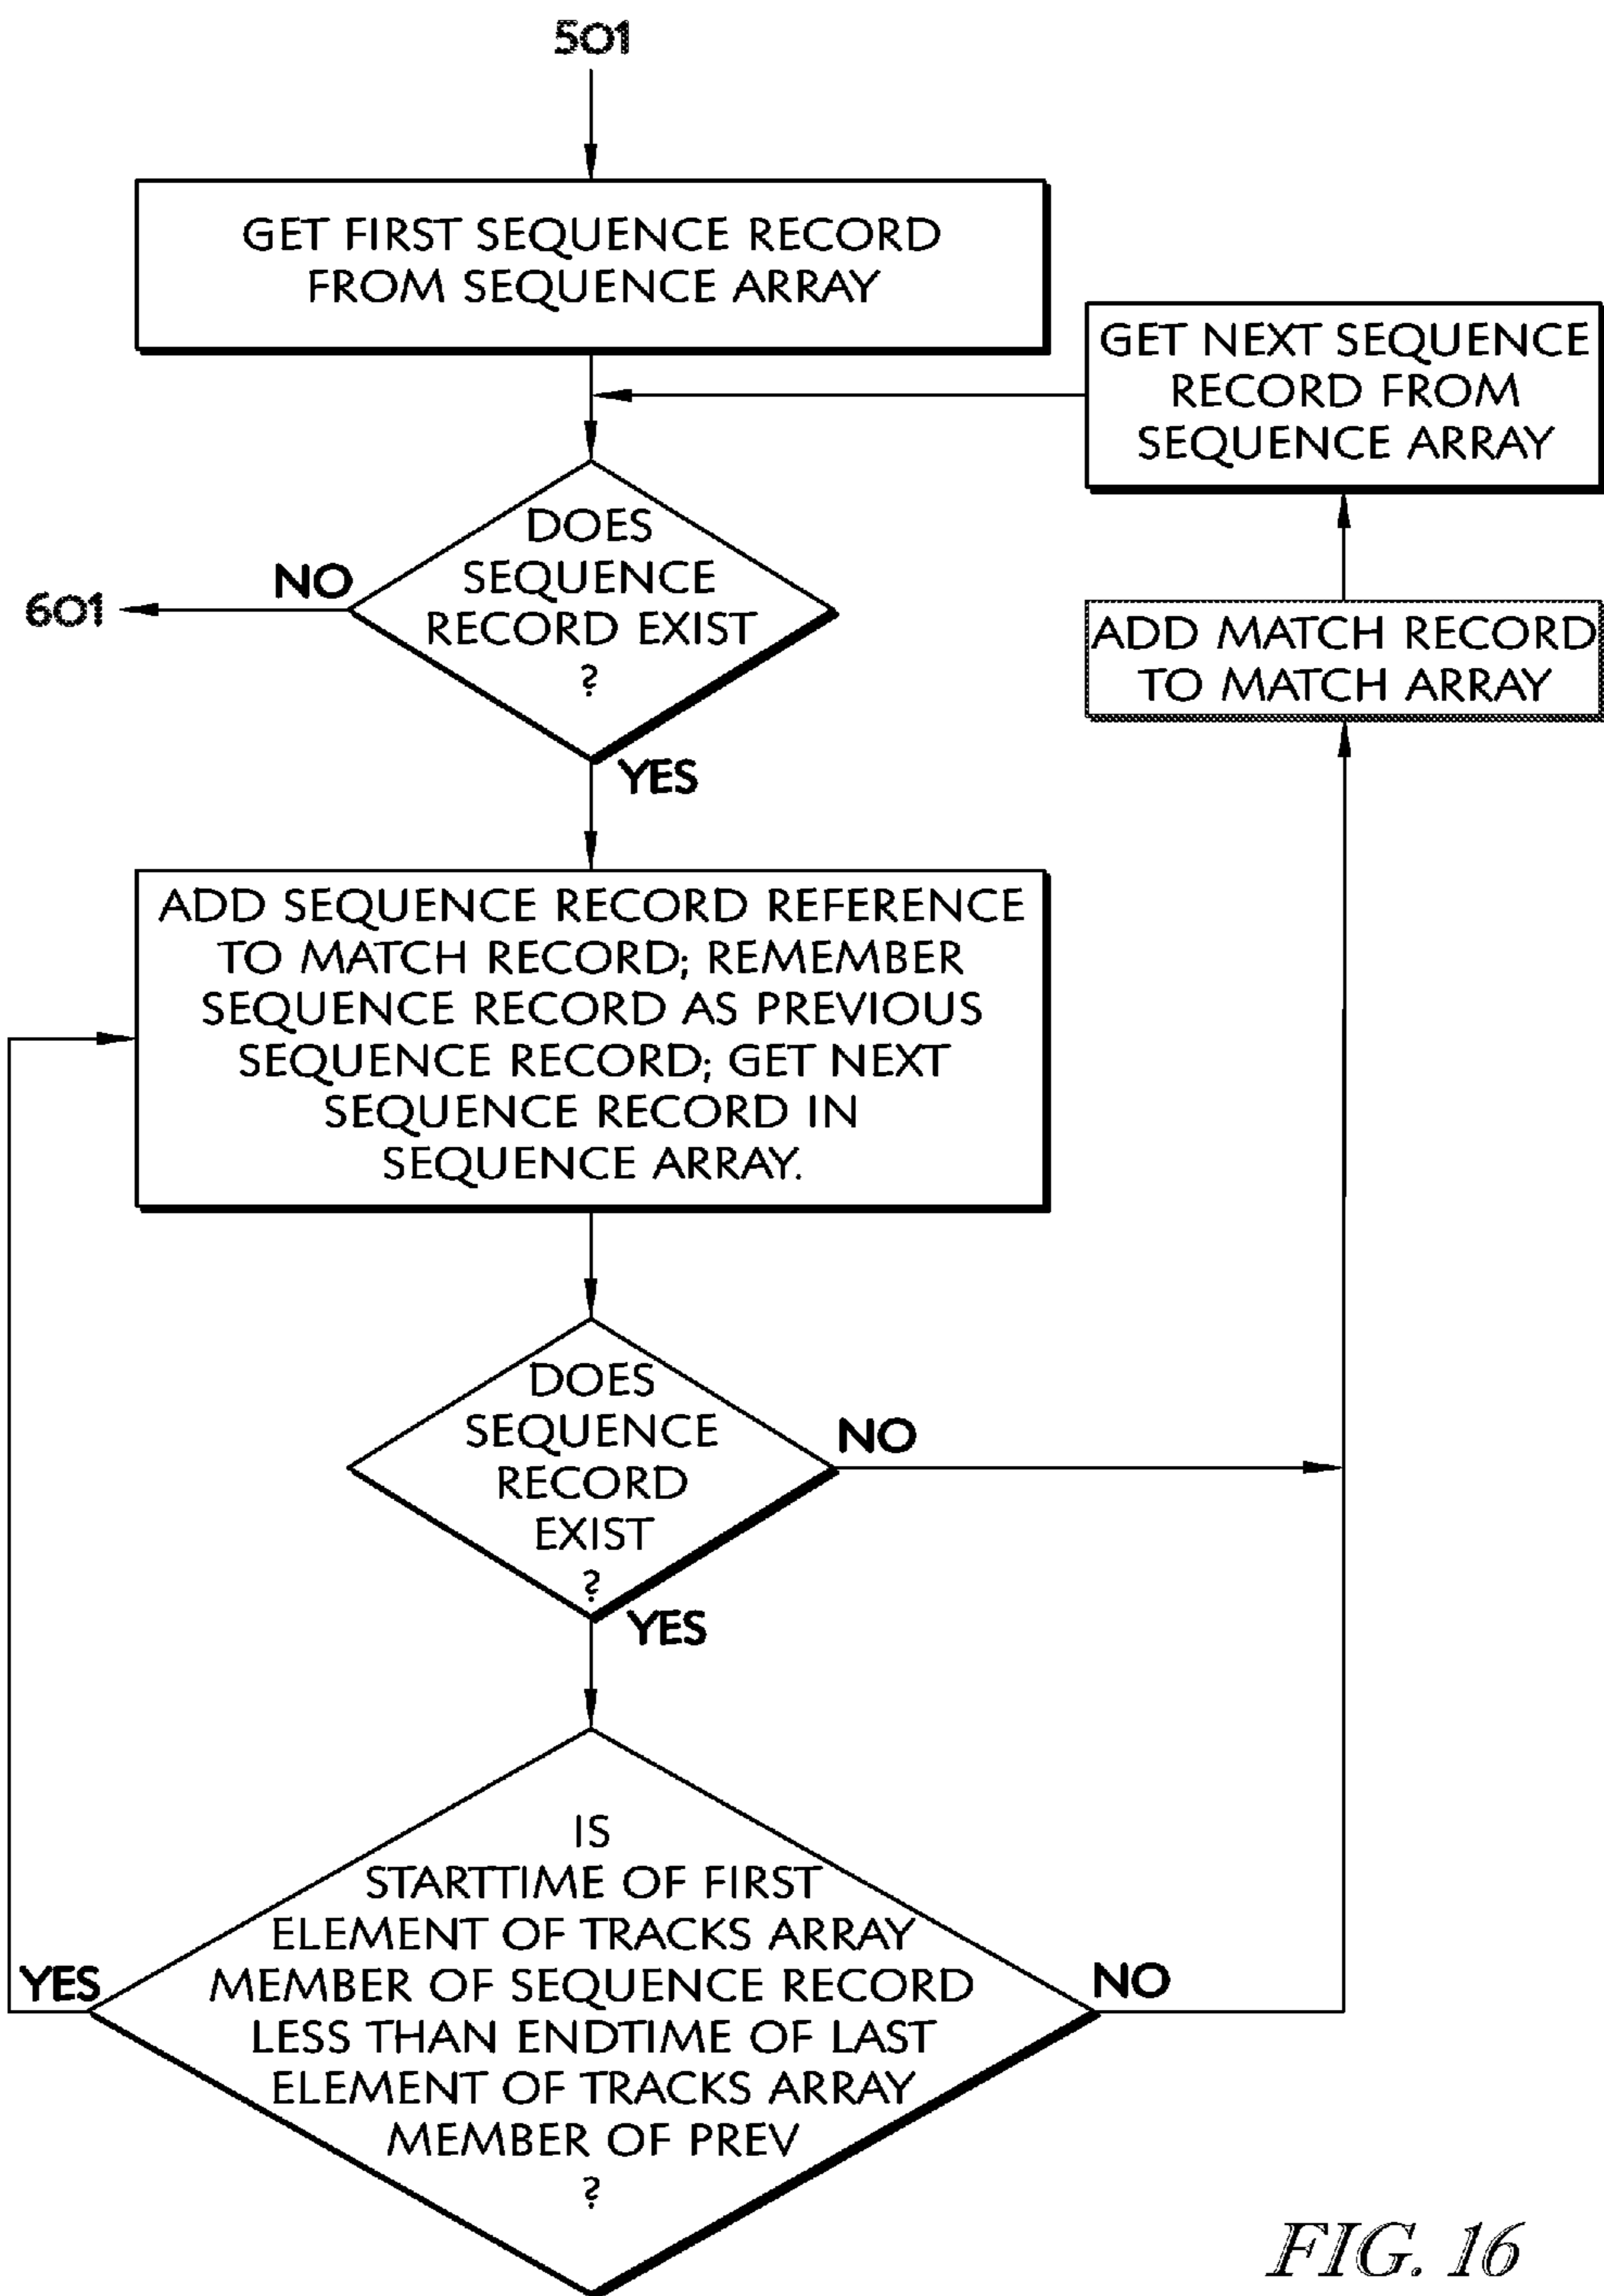 501
GET FIRST SEQUENCE RECORD
FROM SEQUENCE ARRAY
GET NEXT SEQUENCE
RECORD FROM
SEQUENCE ARRAY
DOES
SEQUENCE
RECORD EXIST
?
NO
601
YES
ADD MATCH RECORD
TO MATCH ARRAY
ADD SEQUENCE RECORD REFERENCE
TO MATCH RECORD; REMEMBER
SEQUENCE RECORD AS PREVIOUS
SEQUENCE RECORD; GET NEXT
SEQUENCE RECORD IN
SEQUENCE ARRAY.
DOES
SEQUENCE
RECORD
EXIST
?
NO
YES
IS
STARTTIME OF FIRST
ELEMENT OF TRACKS ARRAY
MEMBER OF SEQUENCE RECORD
LESS THAN ENDTIME OF LAST
ELEMENT OF TRACKS ARRAY
MEMBER OF PREV
?
YES
NO
FIG. 16